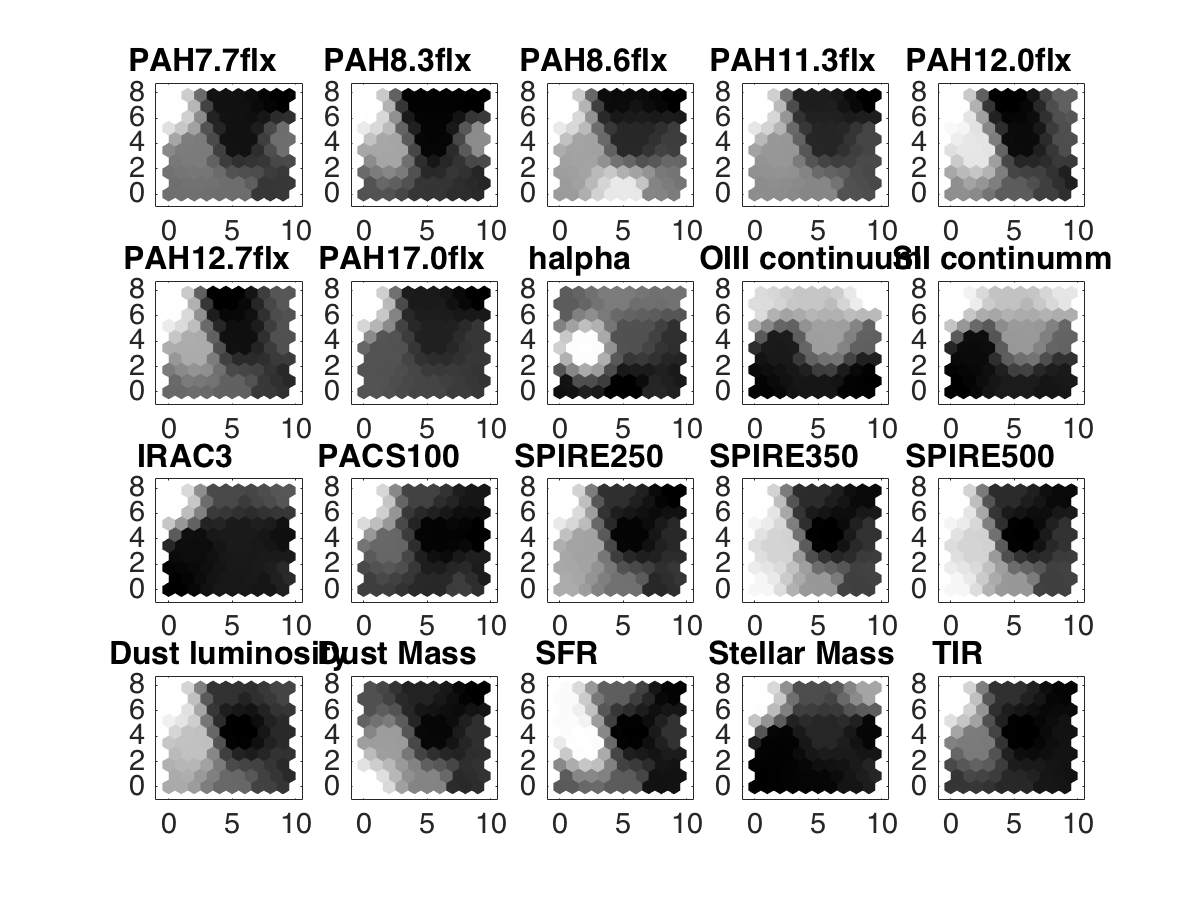 PAH7.7flx PAH8.3flx PAH8.6flx PAH11.3flx PAH12.0flx
8 8 8 8 8
6 6 6 6 6
4 4 4 4 4
2 2 2 2 2
0 0 0 0 0
0 5 10 0 5 10 0 5 10 0 5 10 0 5 10
PAH12.7flx PAH17.0flx halpha OIII continuum SII continumm
8 8 8 8 8
6 6 6 6 6
4 4 4 4 4
2 2 2 2 2
0 0 0 0 0
0 5 10 0 5 10 0 5 10 0 5 10 0 5 10
IRAC3 PACS100 SPIRE250 SPIRE350 SPIRE500
8 8 8 8 8
6 6 6 6 6
4 4 4 4 4
2 2 2 2 2
0 0 0 0 0
0 5 10 0 5 10 0 5 10 0 5 10 0 5 10
Dust luminosity Dust Mass SFR Stellar Mass TIR
8 8 8 8 8
6 6 6 6 6
4 4 4 4 4
2 2 2 2 2
0 0 0 0 0
0 5 10 0 5 10 0 5 10 0 5 10 0 5 10